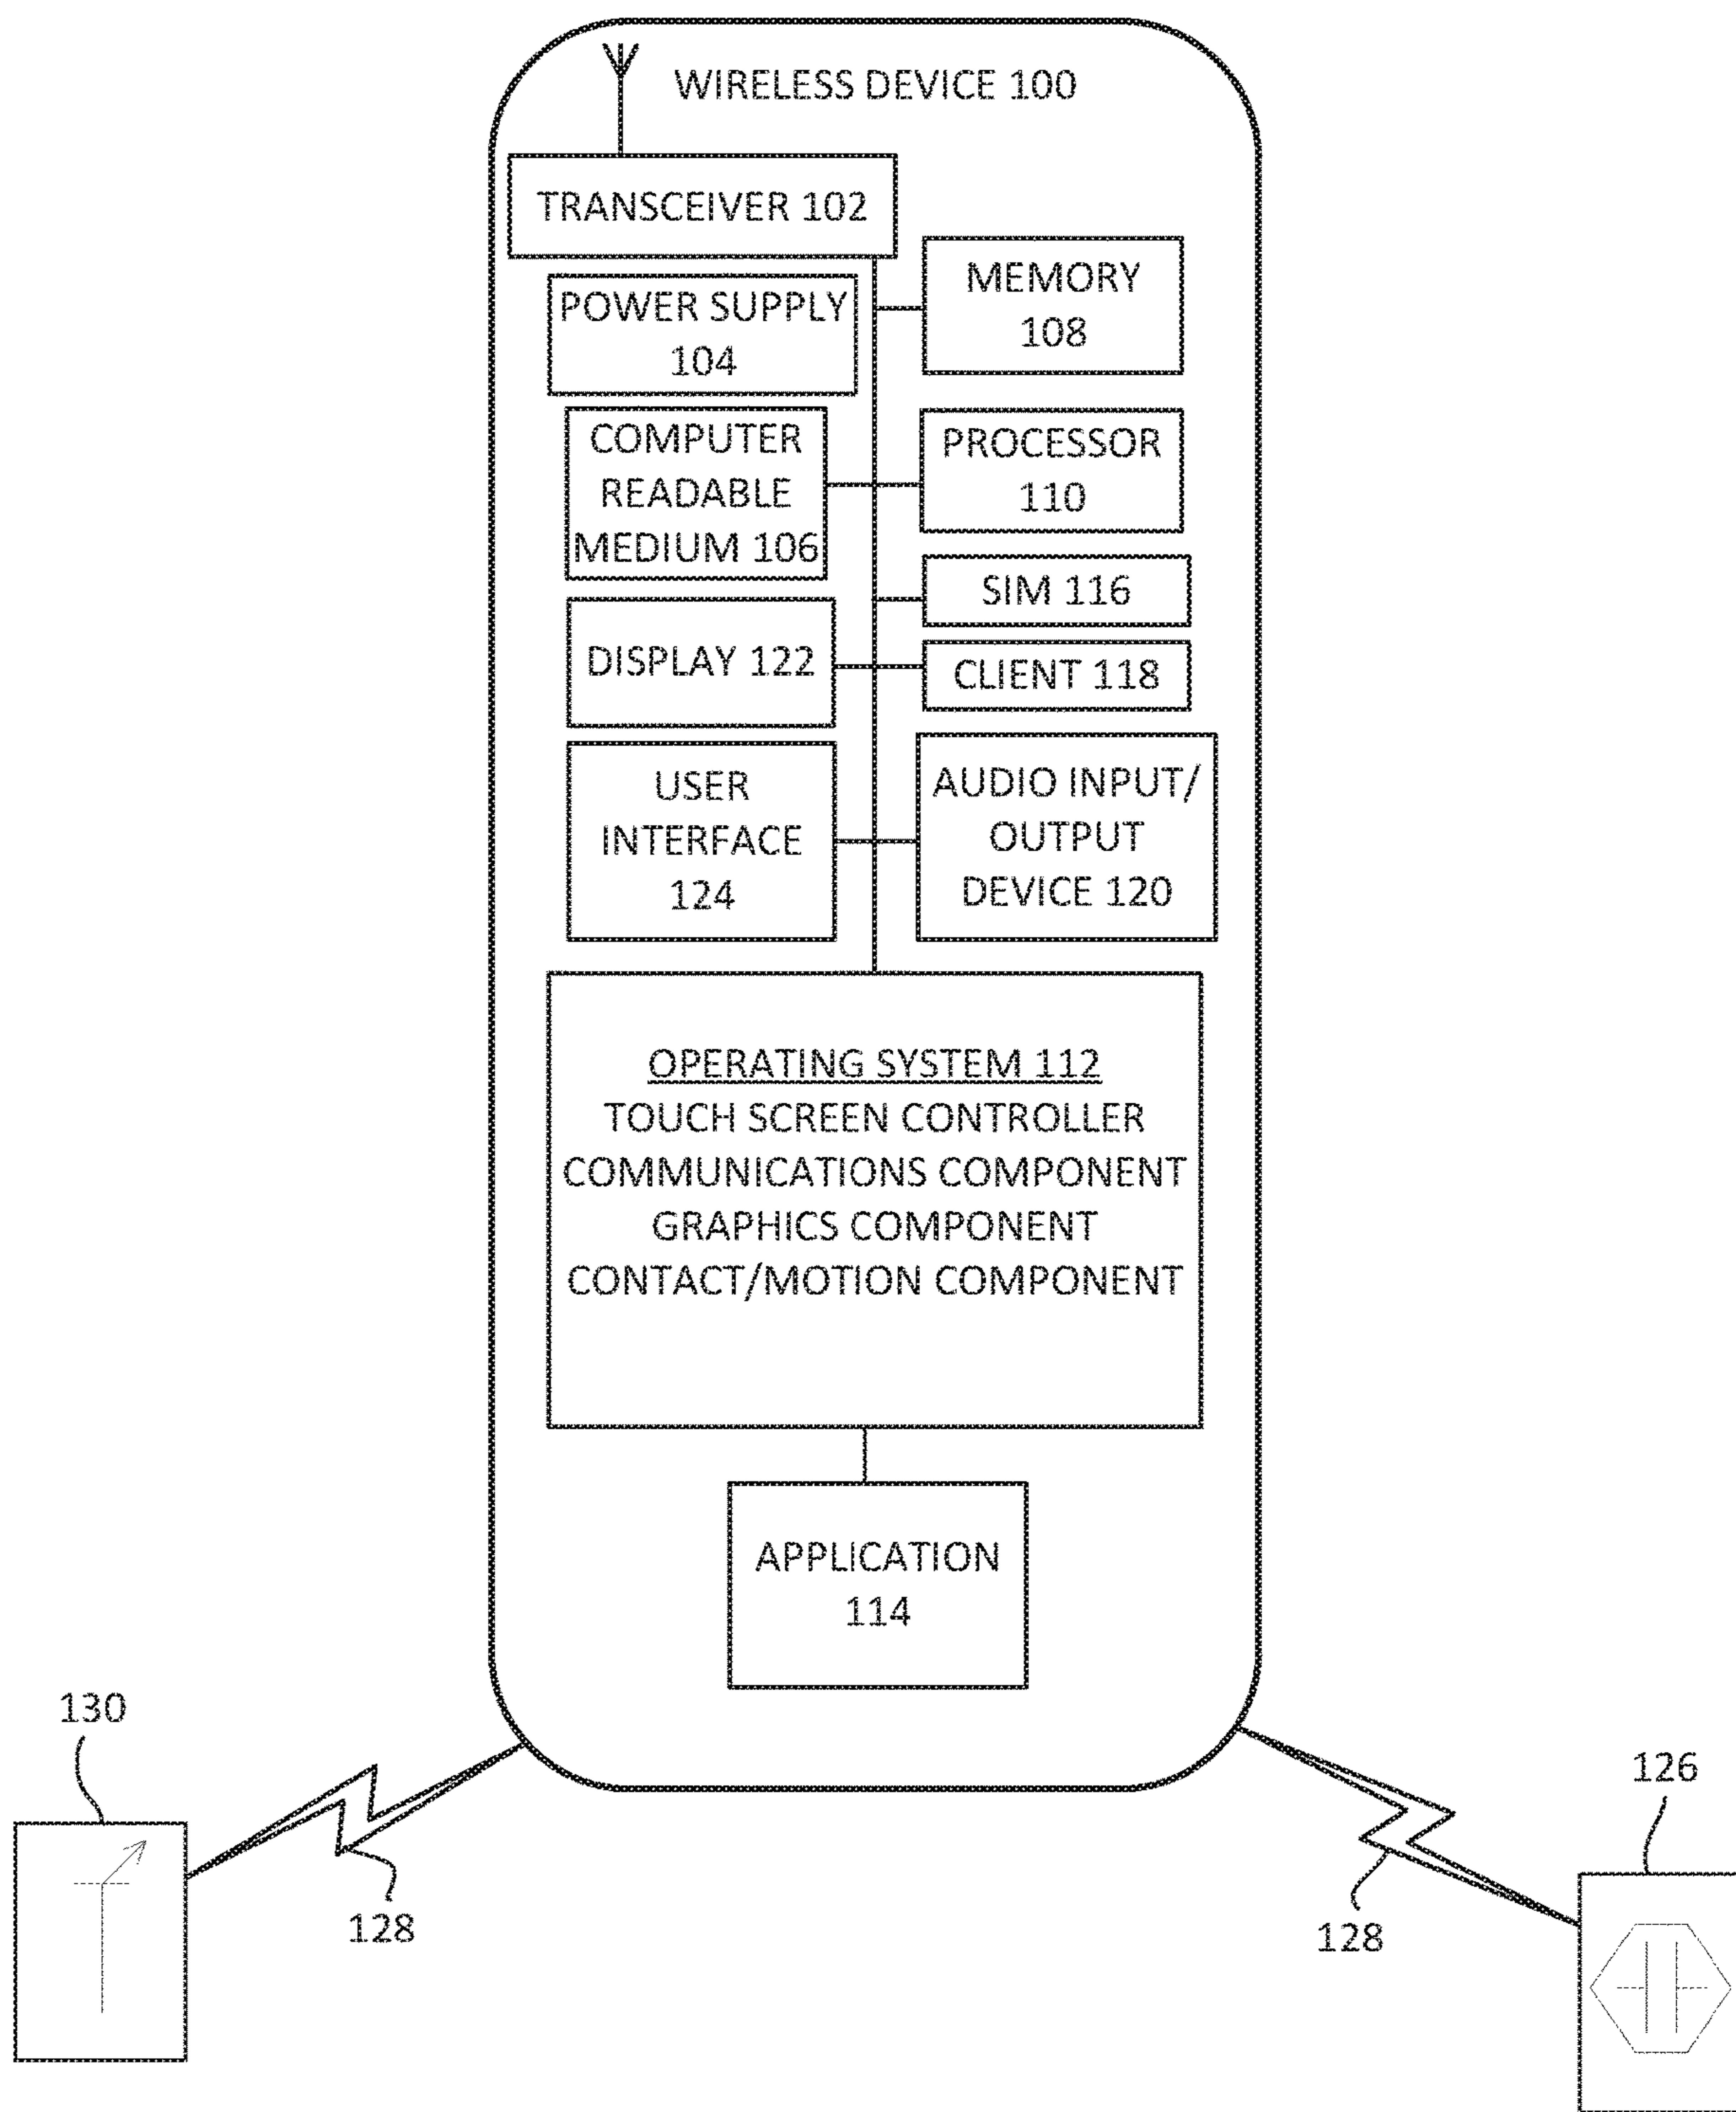 WIRELESS DEVICE 100
TRANSCEIVER 102
POWER SUPPLY
104
MEMORY
108
COMPUTER
READABLE
MEDIUM 106
PROCESSOR
110
SIM 116
DISPLAY 122
CLIENT 118
USER
INTERFACE
124
AUDIO INPUT/
OUTPUT
DEVICE 120
OPERATING SYSTEM 112
TOUCH SCREEN CONTROLLER
COMMUNICATIONS COMPONENT
GRAPHICS COMPONENT
CONTACT/MOTION COMPONENT
APPLICATION
114
130
128
126
128